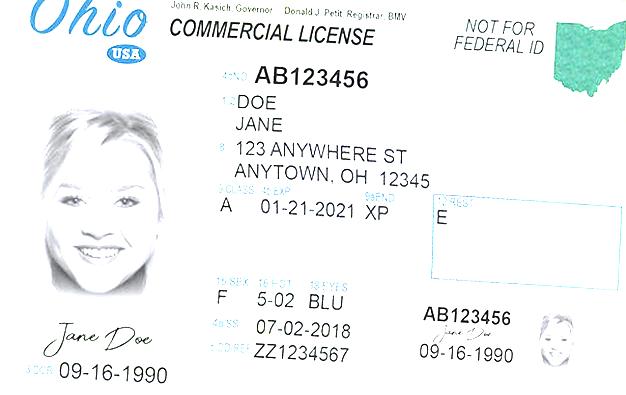 Ohio
USA
John R. Kasich, Governor Donald J. Petit, Registrar, BMV
COMMERCIAL LICENSE
NOT FOR
FEDERAL ID
AB123456
DOE
JANE
8 123 ANYWHERE ST
ANYTOWN, OH 12345
9 CLASS 4b EXP 9a END
A 01-21-2021 XP
12 REST
E
15 SEX 16 HGT 18 EYES
F 5-02 BLU
4a ISS 07-02-2018
5 DD REF ZZ1234567
Jane Doe
3 DOB 09-16-1990
AB123456
Jane Doe
09-16-1990